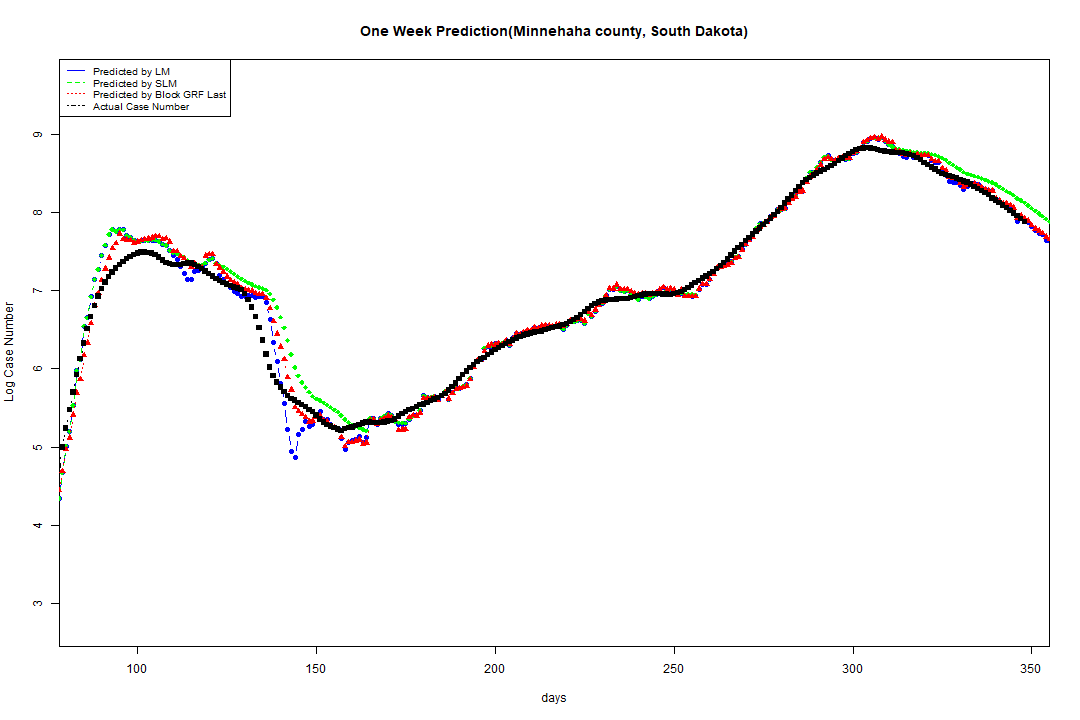 One Week Prediction(Minnehaha county, South Dakota)
Predicted by LM
Predicted by SLM
Predicted by Block GRF Last
Actual Case Number
9
8
7
6
5
4
3
Log Case Number
100 150 200 250 300 350
days